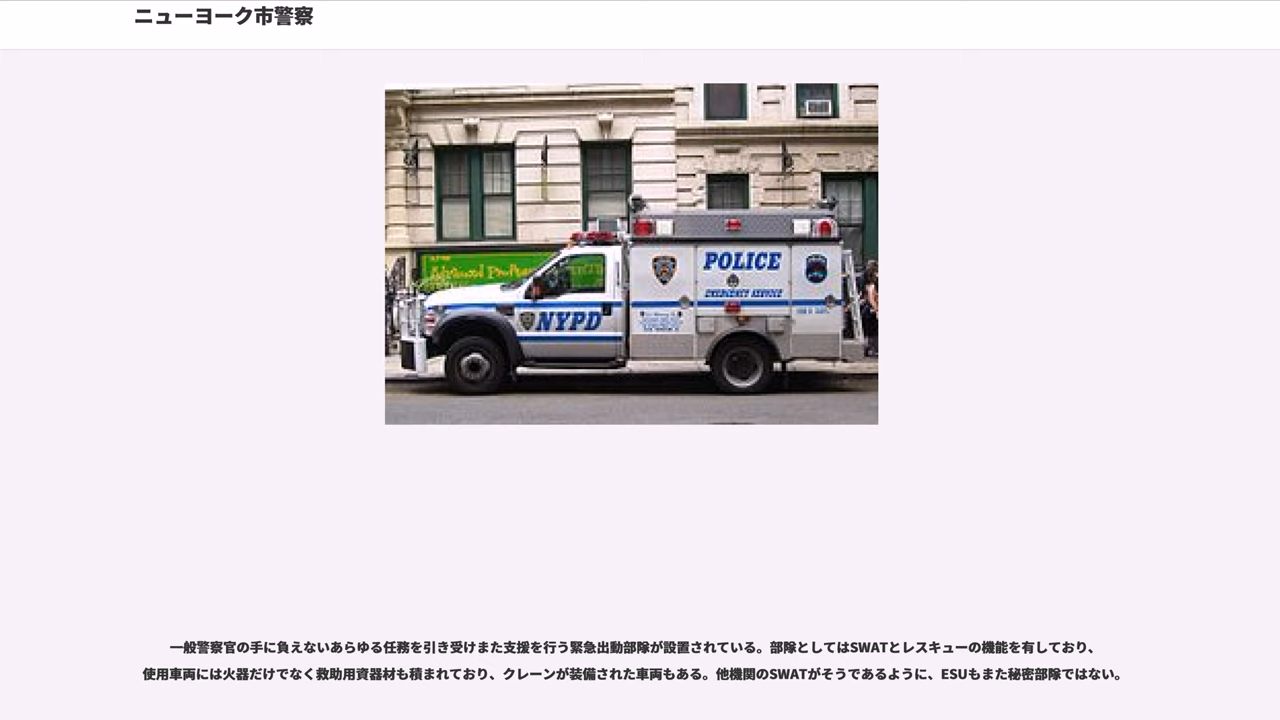 ニューヨーク市警察
POLICE
EMERGENCY SERVICE
NYPD
一般警察官の手に負えないあらゆる任務を引き受けまた支援を行う緊急出動部隊が設置されている。部隊としてはSWATとレスキューの機能を有しており、
使用車両には火器だけでなく救助用資器材も積まれており、クレーンが装備された車両もある。他機関のSWATがそうであるように、ESUもまた秘密部隊ではない。